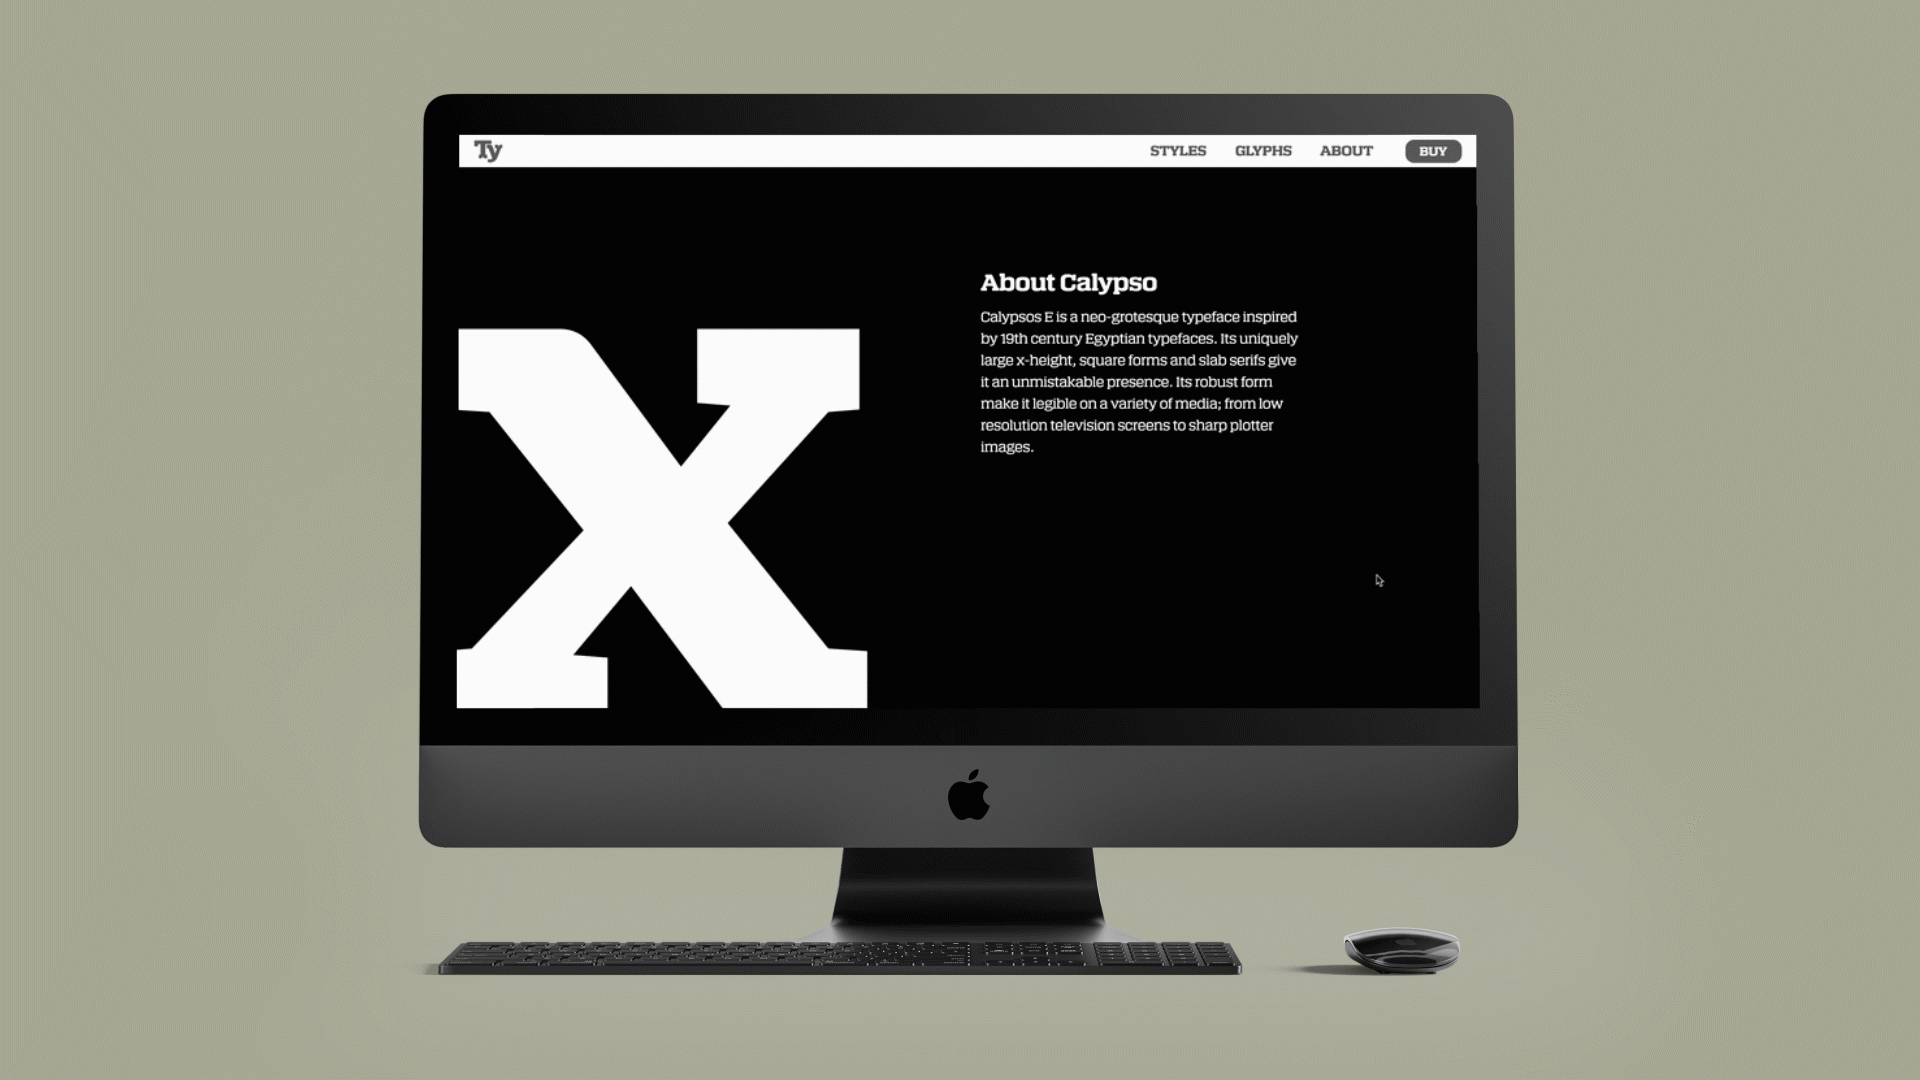 Ty
STYLES GLYPHS ABOUT BUY
About Calypso
Calypsos E is a neo-grotesque typeface inspired
by 19th century Egyptian typefaces. Its uniquely
large x-height, square forms and slab serifs give
it an unmistakable presence. Its robust form
make it legible on a variety of media; from low
resolution television screens to sharp plotter
images.
x